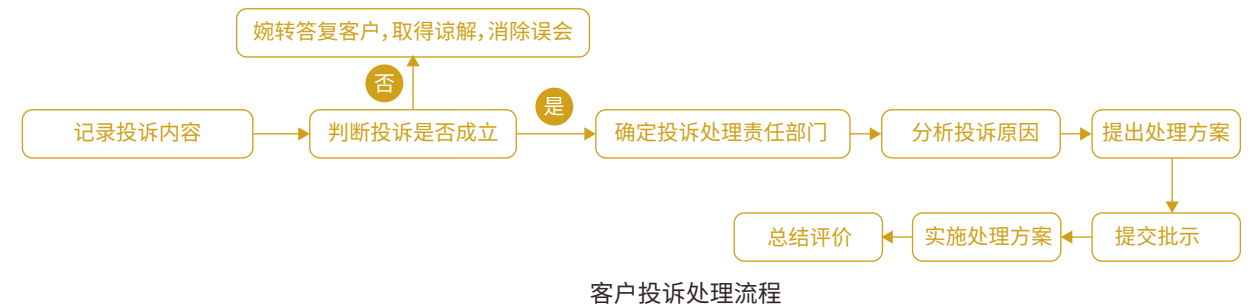 婉转答复客户,取得谅解,消除误会
否
是
记录投诉内容
判断投诉是否成立
确定投诉处理责任部门
分析投诉原因
提出处理方案
总结评价
实施处理方案
提交批示
客户投诉处理流程